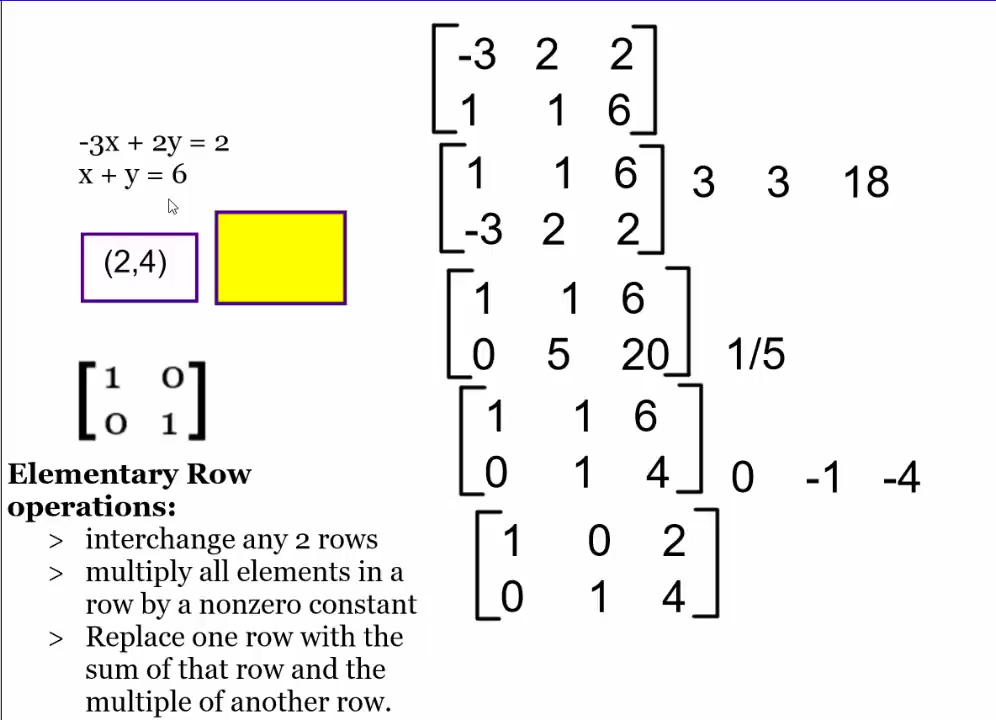 -3x + 2y = 2
x + y = 6
(2,4)
1 0
0 1
Elementary Row
operations:
> interchange any 2 rows
> multiply all elements in a
row by a nonzero constant
> Replace one row with the
sum of that row and the
multiple of another row.
-3 2 2
1 1 6
1 1 6 3 3 18
-3 2 2
1 1 6
0 5 20 1/5
1 1 6
0 1 4 0 -1 -4
1 0 2
0 1 4